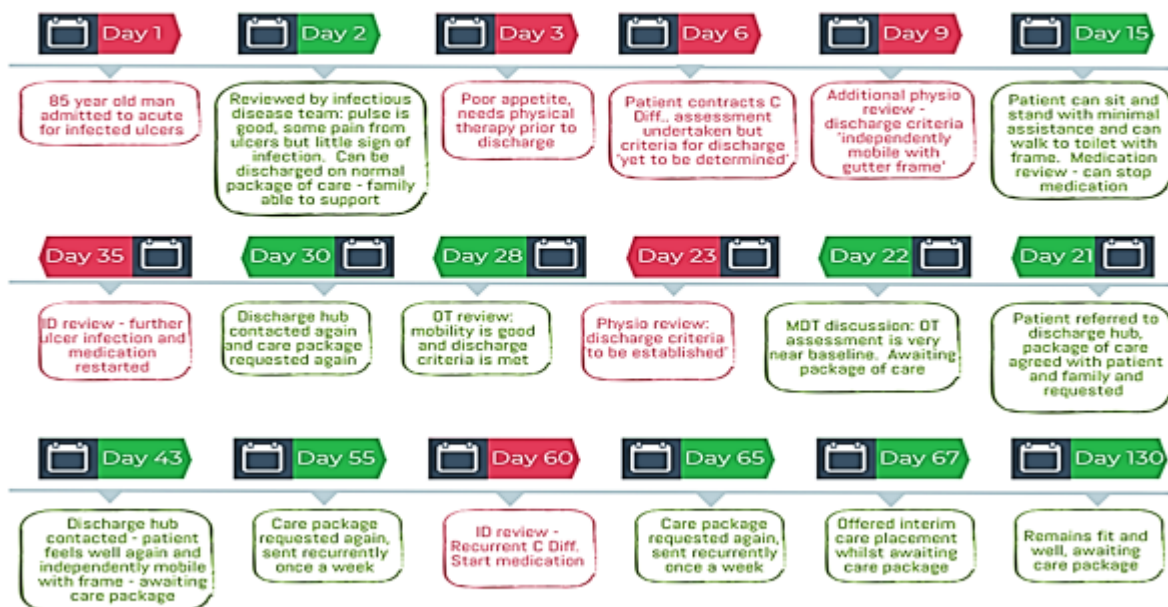 Day 1
Day 2
Day 3
Day 6
Day 9
Day 15
85 year old man
admitted to acute
for infected ulcers
Reviewed by infectious
disease team: pulse is
good, some pain from
ulcers but little sign of
infection. Can be
discharged on normal
package of care - family
able to support
Poor appetite,
needs physical
therapy prior to
discharge
Patient contracts C
Diff.. assessment
undertaken but
criteria for discharge
'yet to be determined'
Additional physio
review -
discharge criteria
'independently
mobile with
gutter frame'
Patient can sit and
stand with minimal
assistance and can
walk to toilet with
frame. Medication
review - can stop
medication
Day 35
Day 30
Day 28
Day 23
Day 22
Day 21
ID review - further
ulcer infection and
medication
restarted
Discharge hub
contacted again
and care package
requested again
OT review:
mobility is good
and discharge
criteria is met
Physio review:
discharge criteria
'to be established'
MDT discussion: OT
assessment is very
near baseline. Awaiting
package of care
Patient referred to
discharge hub,
package of care
agreed with patient
and family and
requested
Day 43
Day 55
Day 60
Day 65
Day 67
Day 130
Discharge hub
contacted - patient
feels well again and
independently mobile
with frame - awaiting
care package
Care package
requested again,
sent recurrently
once a week
ID review -
Recurrent C Diff.
Start medication
Care package
requested again,
sent recurrently
once a week
Offered interim
care placement
whilst awaiting
care package
Remains fit and
well, awaiting
care package